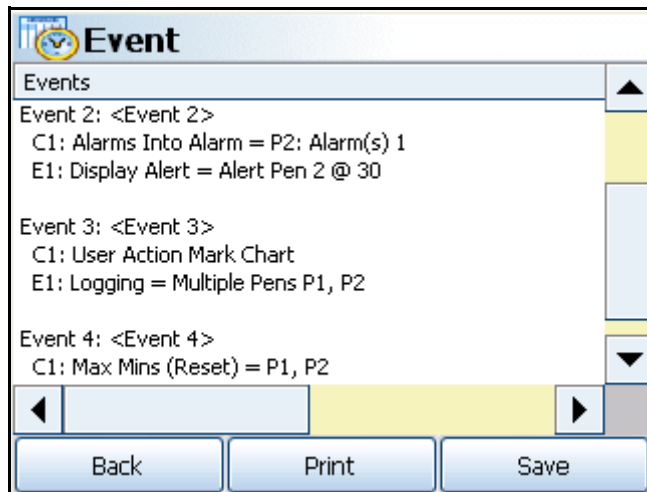 Event
Events
Event 2: <Event 2>
C1: Alarms Into Alarm = P2: Alarm(s) 1
E1: Display Alert = Alert Pen 2 @ 30
Event 3: <Event 3>
C1: User Action Mark Chart
E1: Logging = Multiple Pens P1, P2
Event 4: <Event 4>
C1: Max Mins (Reset) = P1, P2
Back Print Save